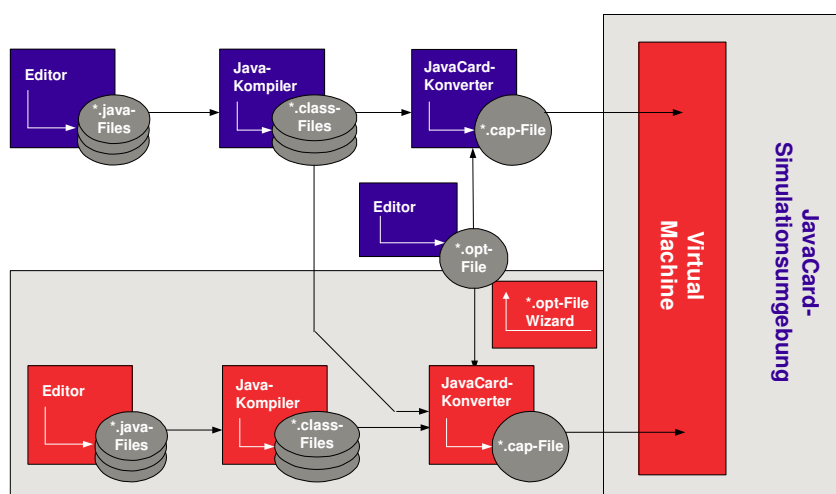 Editor
*.java-
Files
Java-
Kompiler
*.class-
Files
JavaCard-
Konverter
*.cap-File
Editor
*.opt-
File
*.opt-File
Wizard
Editor
*.java-
Files
Java-
Kompiler
*.class-
Files
JavaCard-
Konverter
*.cap-File
Virtual
Machine
JavaCard-
Simulationsumgebung